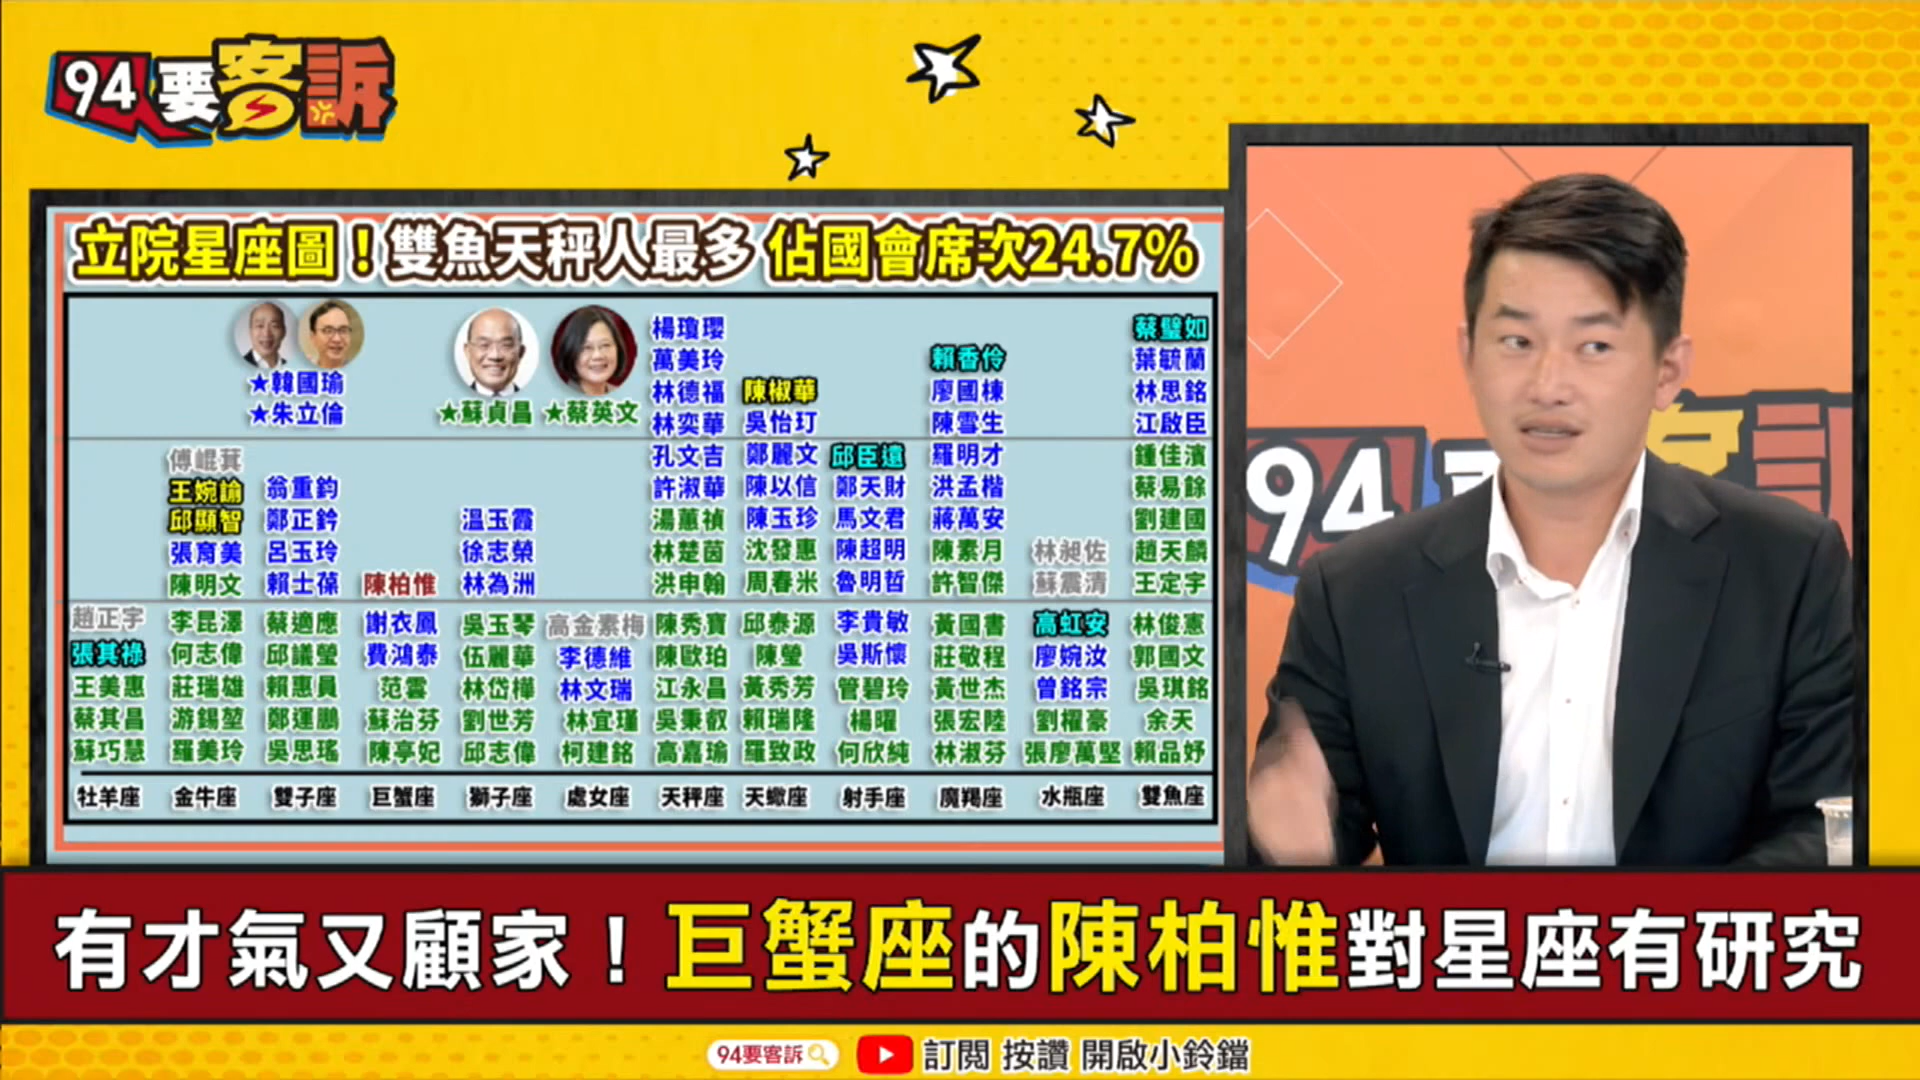 94要客訴
立院星座圖！雙魚天秤人最多 佔國會席次24.7%
★韓國瑜
★朱立倫
★蘇貞昌
★蔡英文
趙正宇
張其祿
王美惠
蔡其昌
蘇巧慧
牡羊座
傅崐萁
王婉諭
邱顯智
張育美
陳明文
李昆澤
何志偉
莊瑞雄
游錫堃
羅美玲
金牛座
翁重鈞
鄭正鈐
呂玉玲
賴士葆
蔡適應
邱議瑩
賴惠員
鄭運鵬
吳思瑤
雙子座
陳柏惟
謝衣鳳
費鴻泰
范雲
蘇治芬
陳亭妃
巨蟹座
溫玉霞
徐志榮
林為洲
吳玉琴
伍麗華
林岱樺
劉世芳
邱志偉
獅子座
高金素梅
李德維
林文瑞
林宜瑾
柯建銘
處女座
楊瓊瓔
萬美玲
林德福
林奕華
孔文吉
許淑華
湯蕙禎
林楚茵
洪申翰
陳秀寶
陳歐珀
江永昌
吳秉叡
高嘉瑜
天秤座
陳椒華
吳怡玎
鄭麗文
陳以信
陳玉珍
沈發惠
周春米
邱泰源
陳瑩
黃秀芳
賴瑞隆
羅致政
天蠍座
邱臣遠
鄭天財
馬文君
陳超明
魯明哲
李貴敏
吳斯懷
管碧玲
楊曜
何欣純
射手座
賴香伶
廖國棟
陳雪生
羅明才
洪孟楷
蔣萬安
陳素月
許智傑
黃國書
莊敬程
黃世杰
張宏陸
林淑芬
魔羯座
林昶佐
蘇震清
高虹安
廖婉汝
曾銘宗
劉櫂豪
張廖萬堅
水瓶座
蔡璧如
葉毓蘭
林思銘
江啟臣
鍾佳濱
蔡易餘
劉建國
趙天麟
王定宇
林俊憲
郭國文
吳琪銘
余天
賴品妤
雙魚座
94
有才氣又顧家！巨蟹座的陳柏惟對星座有研究
94要客訴
訂閱 按讚 開啟小鈴鐺